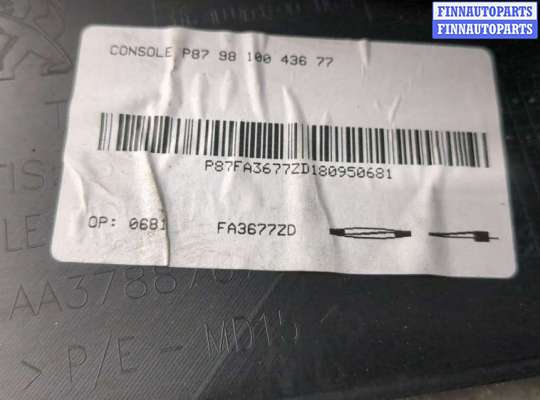 FINNAUTOPARTS
FINNAUTOPARTS
CONSOLE P87 98 100 436 77
P87FA3677ZD180950681
OP: 0681 FA3677ZD
> P/E - MD15